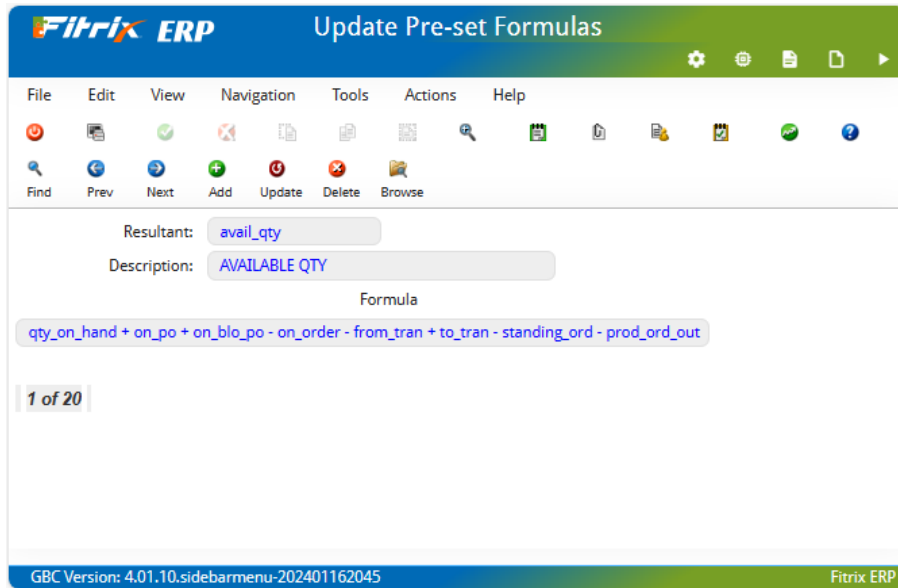 Fitrix ERP Update Pre-set Formulas
File Edit View Navigation Tools Actions Help
Find Prev Next Add Update Delete Browse
Resultant: avail_qty
Description: AVAILABLE QTY
Formula
qty_on_hand + on_po + on_blo_po - on_order - from_tran + to_tran - standing_ord - prod_ord_out
1 of 20
GBC Version: 4.01.10.sidebarmenu-202401162045 Fitrix ERP